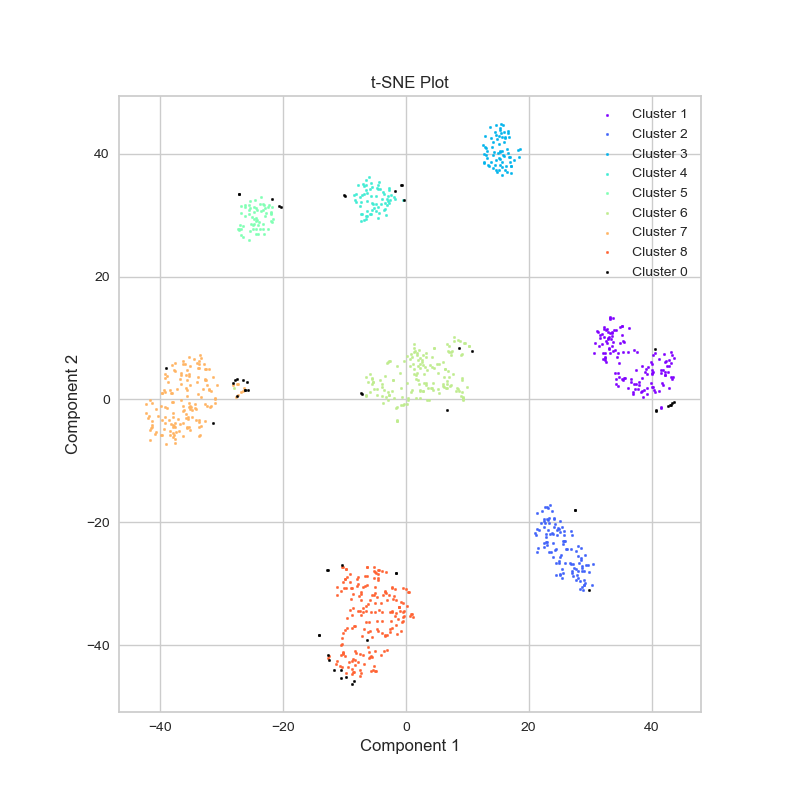 t-SNE Plot
Cluster 1
Cluster 2
Cluster 3
Cluster 4
Cluster 5
Cluster 6
Cluster 7
Cluster 8
Cluster 0
40
20
0
−20
−40
Component 2
−40
−20
0
20
40
Component 1